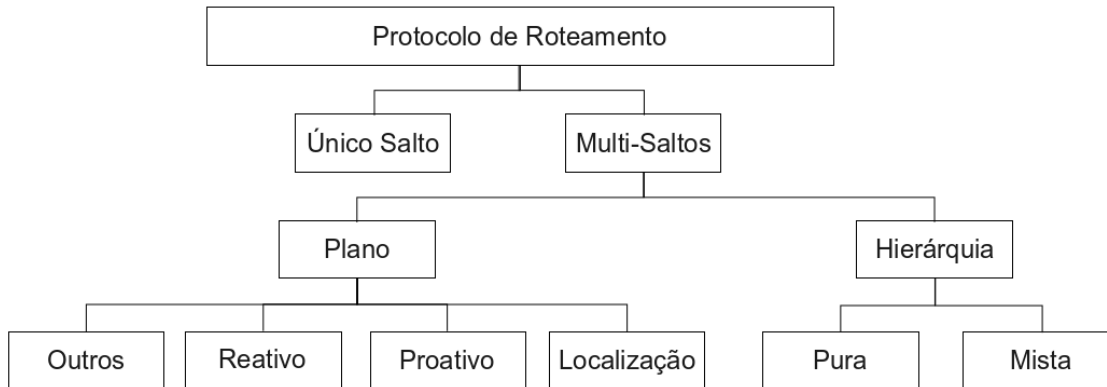 Protocolo de Roteamento
Único Salto
Multi-Saltos
Plano
Hierárquia
Outros
Reativo
Proativo
Localização
Pura
Mista